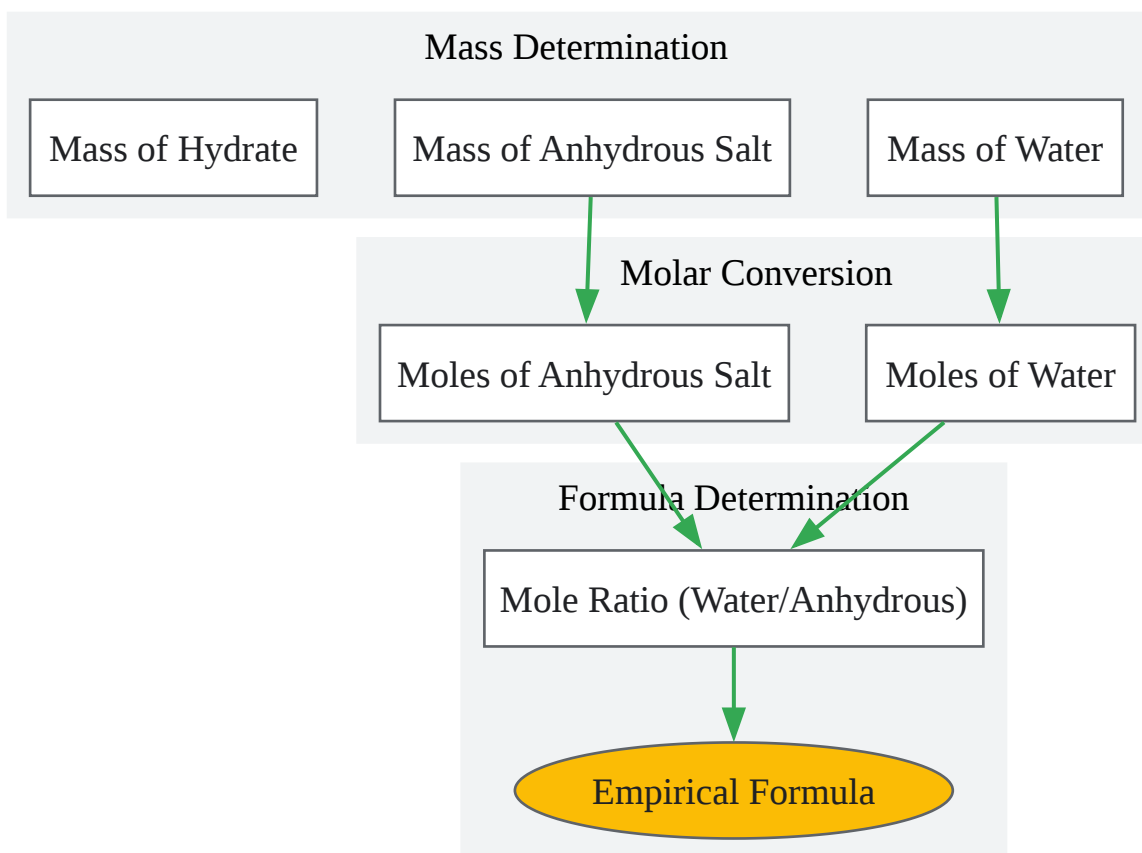 Mass Determination
Mass of Hydrate
Mass of Anhydrous Salt
Mass of Water
Molar Conversion
Moles of Anhydrous Salt
Moles of Water
Formula Determination
Mole Ratio (Water/Anhydrous)
Empirical Formula